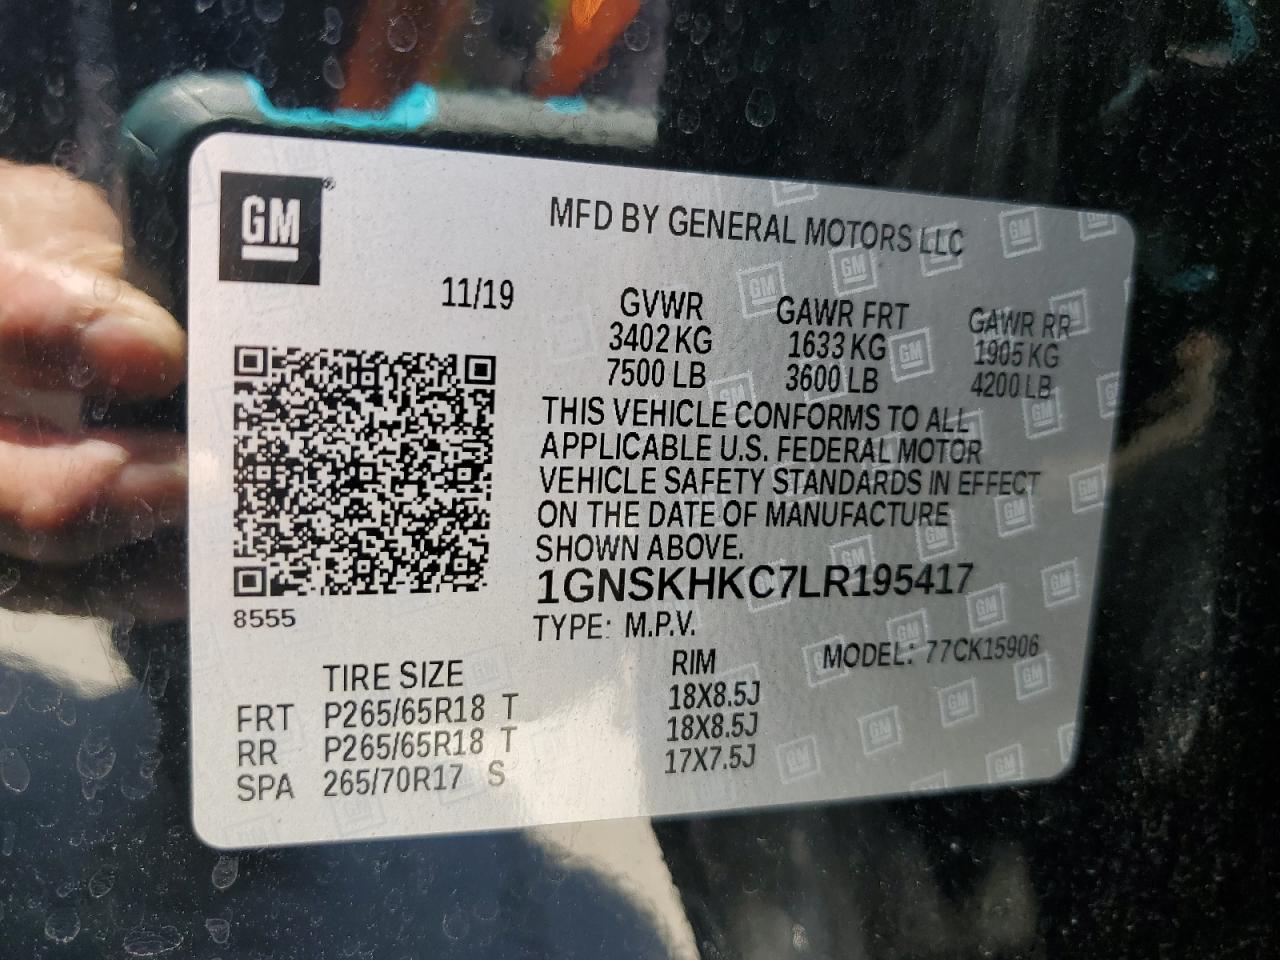 GM®
MFD BY GENERAL MOTORS LLC
11/19
GVWR GAWR FRT GAWR RR
3402 KG 1633 KG 1905 KG
7500 LB 3600 LB 4200 LB
THIS VEHICLE CONFORMS TO ALL
APPLICABLE U.S. FEDERAL MOTOR
VEHICLE SAFETY STANDARDS IN EFFECT
ON THE DATE OF MANUFACTURE
SHOWN ABOVE.
8555
1GNSKHKC7LR195417
TYPE: M.P.V.
MODEL: 77CK15906
TIRE SIZE RIM
FRT P265/65R18 T 18X8.5J
RR P265/65R18 T 18X8.5J
SPA 265/70R17 S 17X7.5J